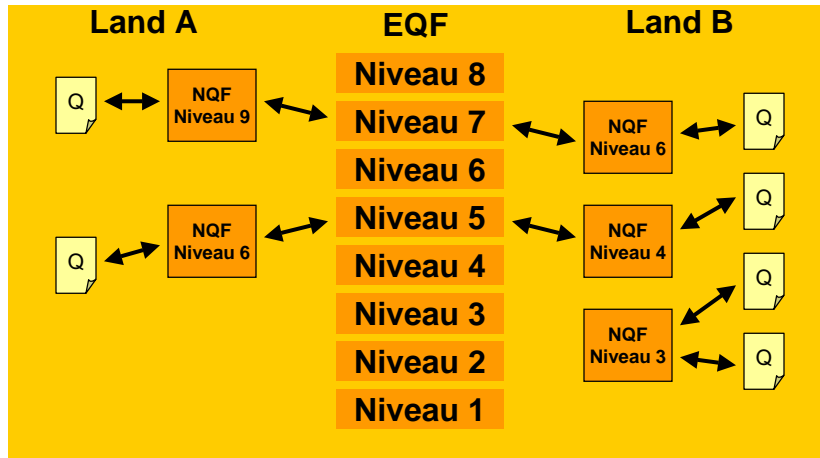 Land A
EQF
Land B
Niveau 8
Niveau 7
Niveau 6
Niveau 5
Niveau 4
Niveau 3
Niveau 2
Niveau 1
Q
NQF
Niveau 9
Q
NQF
Niveau 6
NQF
Niveau 6
Q
NQF
Niveau 4
Q
NQF
Niveau 3
Q
Q